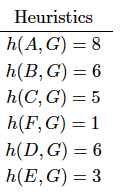 Heuristics
h(A, G) = 8
h(B, G) = 6
h(C, G) = 5
h(F, G) = 1
h(D, G) = 6
h(E, G) = 3